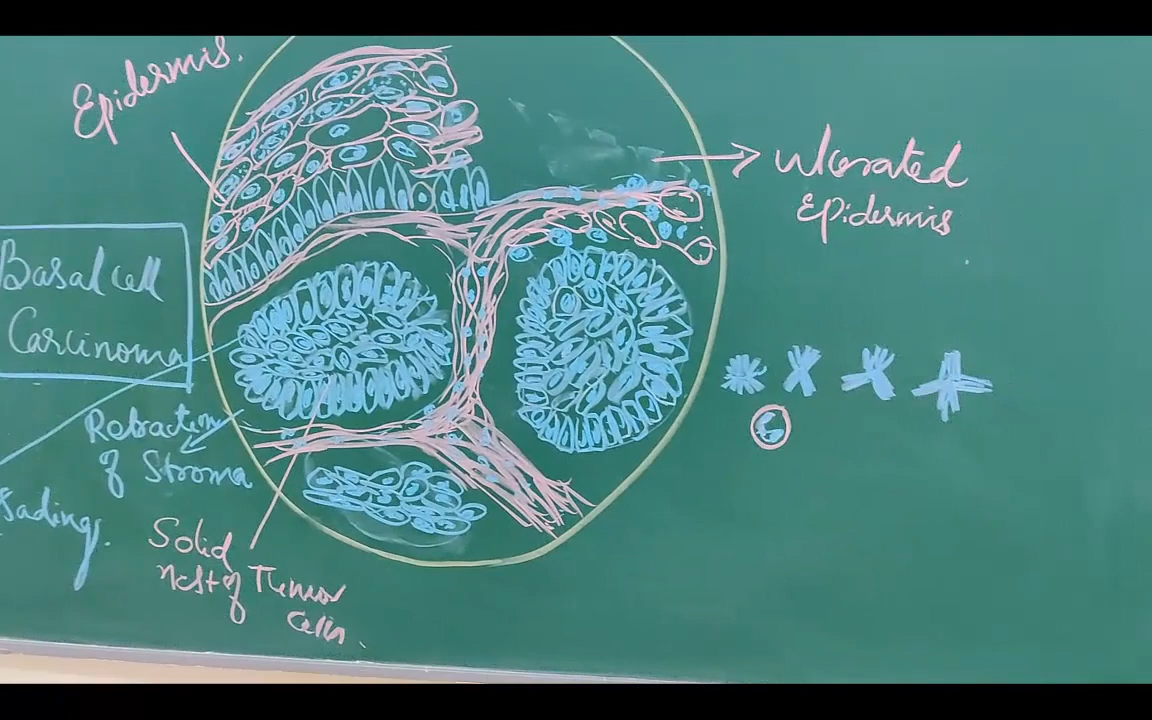 Epidermis.
Ulcerated
Epidermis
Basal cell
Carcinoma
Retraction
of Stroma
Solid
nest of Tumor
Cells.